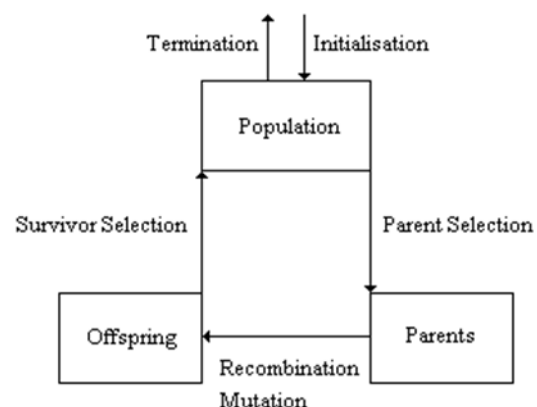 Termination
Initialisation
Population
Survivor Selection
Parent Selection
Offspring
Parents
Recombination
Mutation